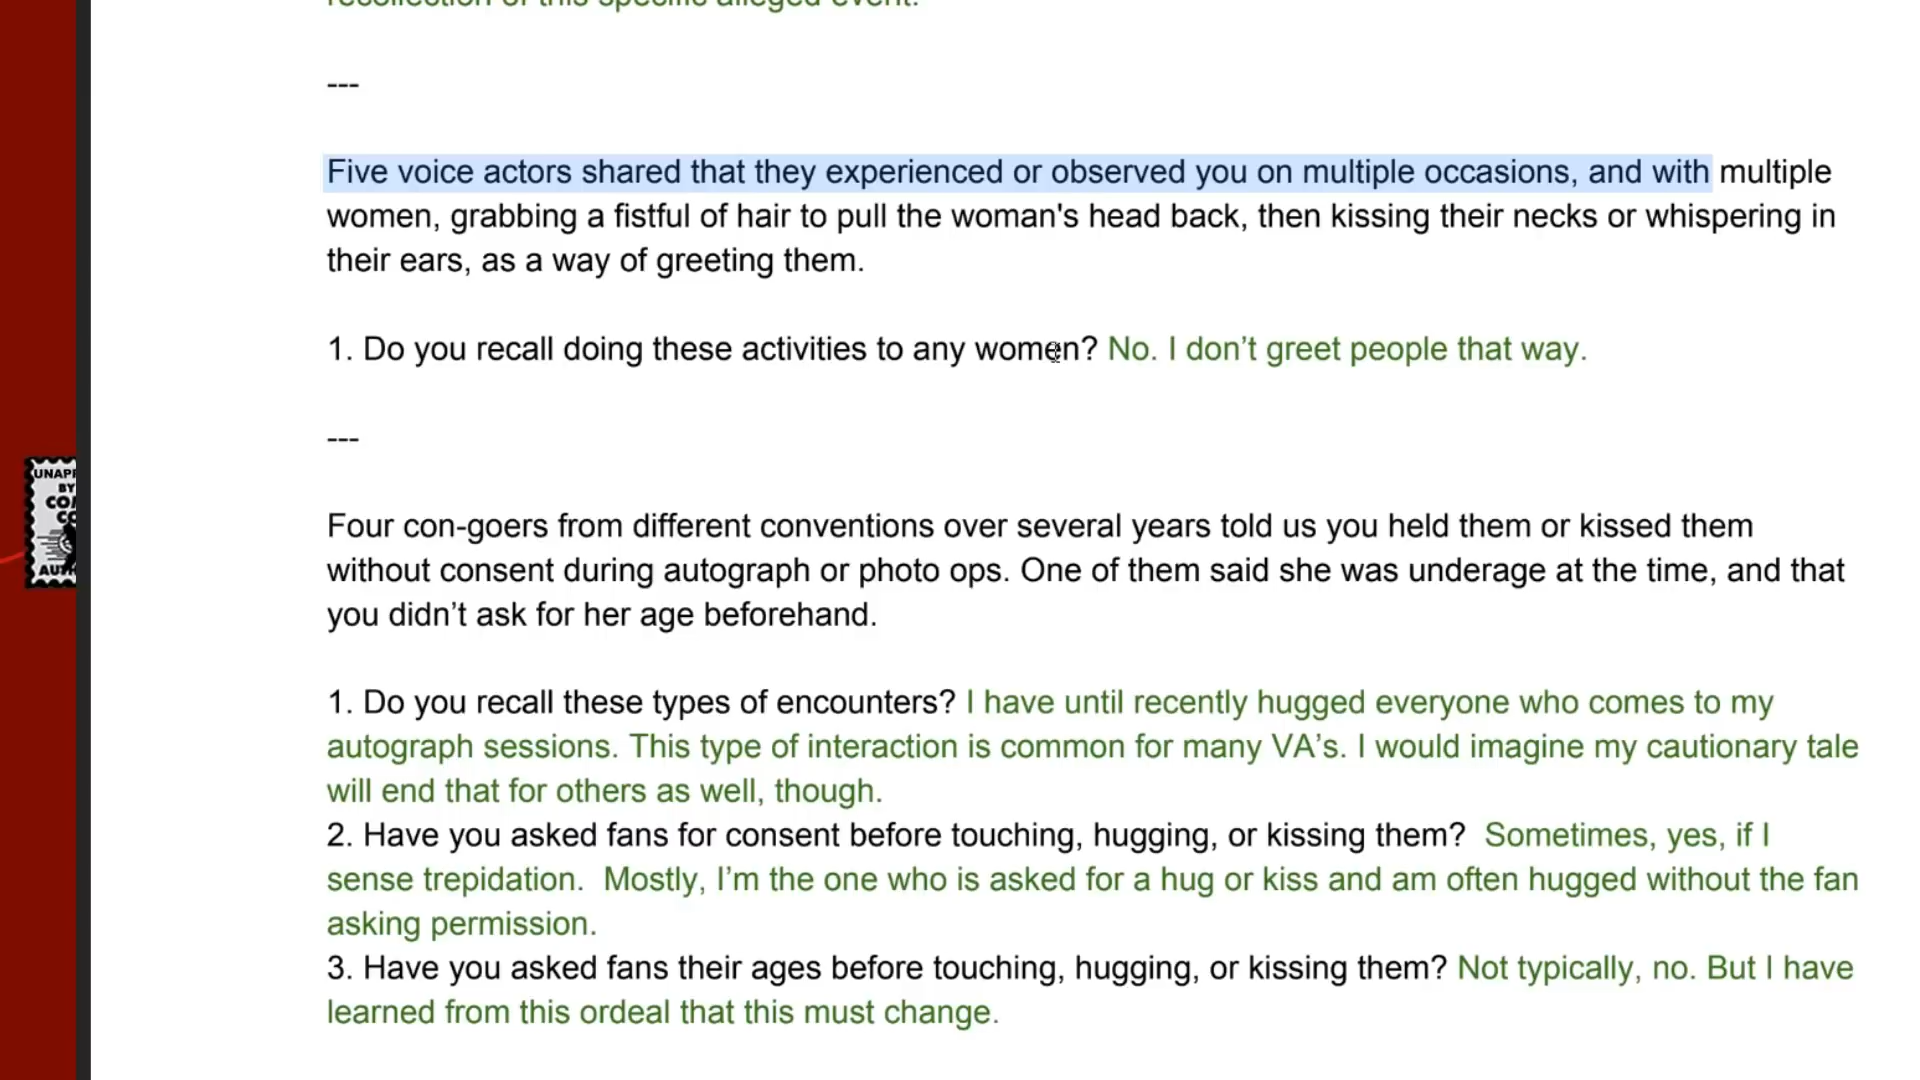 recollection of this specific alleged event.
---
Five voice actors shared that they experienced or observed you on multiple occasions, and with multiple
women, grabbing a fistful of hair to pull the woman's head back, then kissing their necks or whispering in
their ears, as a way of greeting them.
1. Do you recall doing these activities to any women? No. I don’t greet people that way.
---
Four con-goers from different conventions over several years told us you held them or kissed them
without consent during autograph or photo ops. One of them said she was underage at the time, and that
you didn’t ask for her age beforehand.
1. Do you recall these types of encounters? I have until recently hugged everyone who comes to my
autograph sessions. This type of interaction is common for many VA’s. I would imagine my cautionary tale
will end that for others as well, though.
2. Have you asked fans for consent before touching, hugging, or kissing them?  Sometimes, yes, if I
sense trepidation.  Mostly, I’m the one who is asked for a hug or kiss and am often hugged without the fan
asking permission.
3. Have you asked fans their ages before touching, hugging, or kissing them? Not typically, no. But I have
learned from this ordeal that this must change.
BY